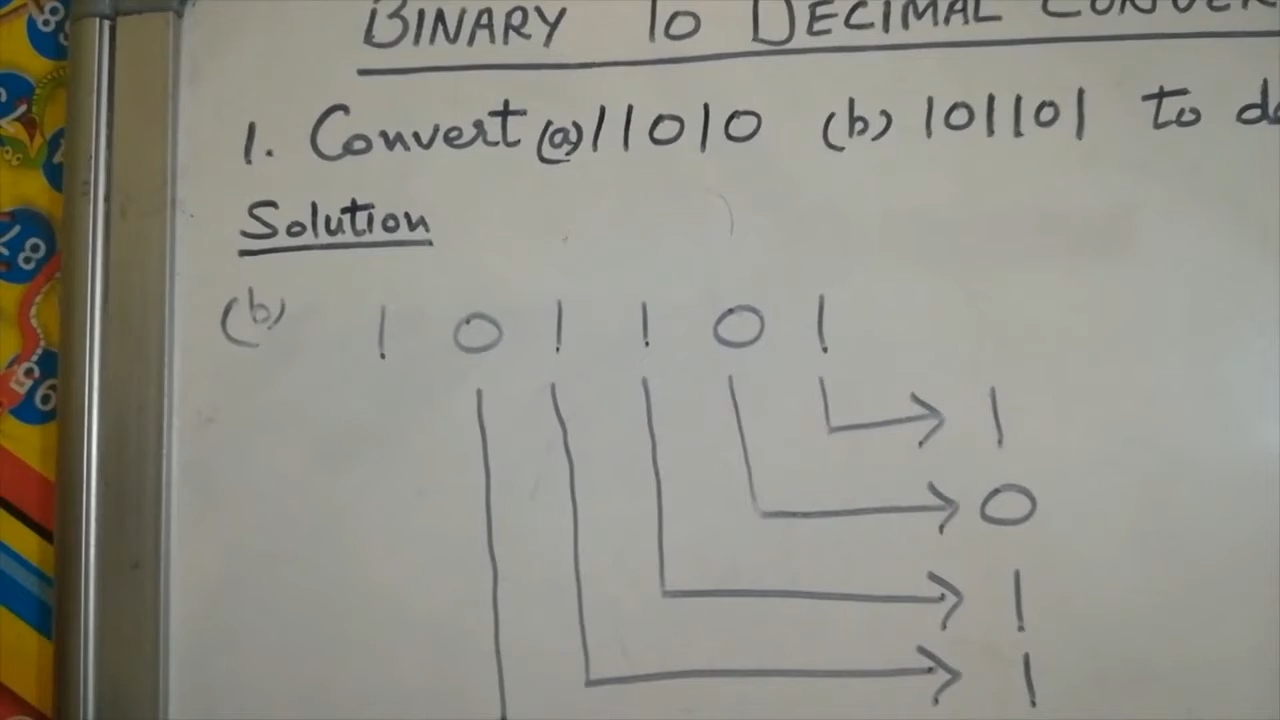 BINARY TO DECIMAL
1. Convert (a) 11010 (b) 101101 to
Solution
(b) 1 0 1 1 0 1
1
0
1
1